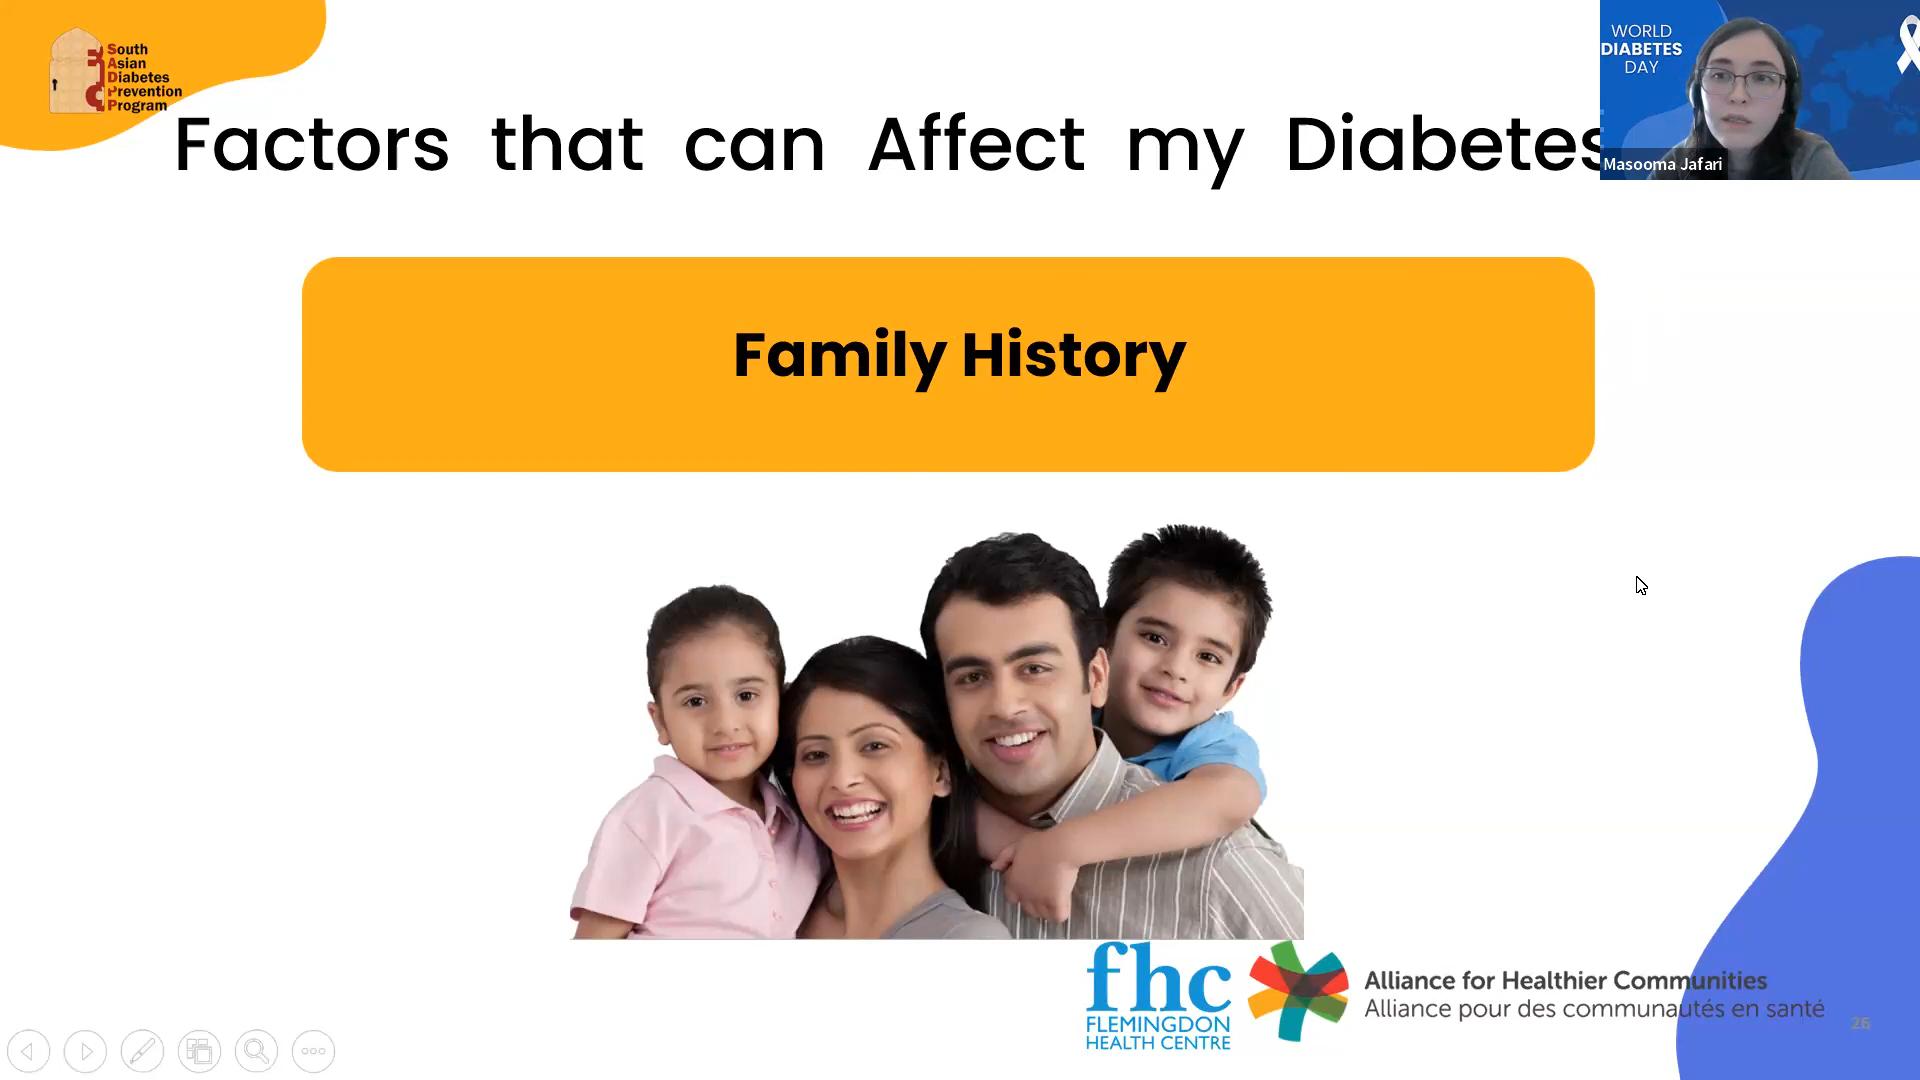 South
Asian
Diabetes
Prevention
Program
WORLD
DIABETES
DAY
Masooma Jafari
Factors that can Affect my Diabetes
Family History
fhc
FLEMINGDON
HEALTH CENTRE
Alliance for Healthier Communities
Alliance pour des communautés en santé
26